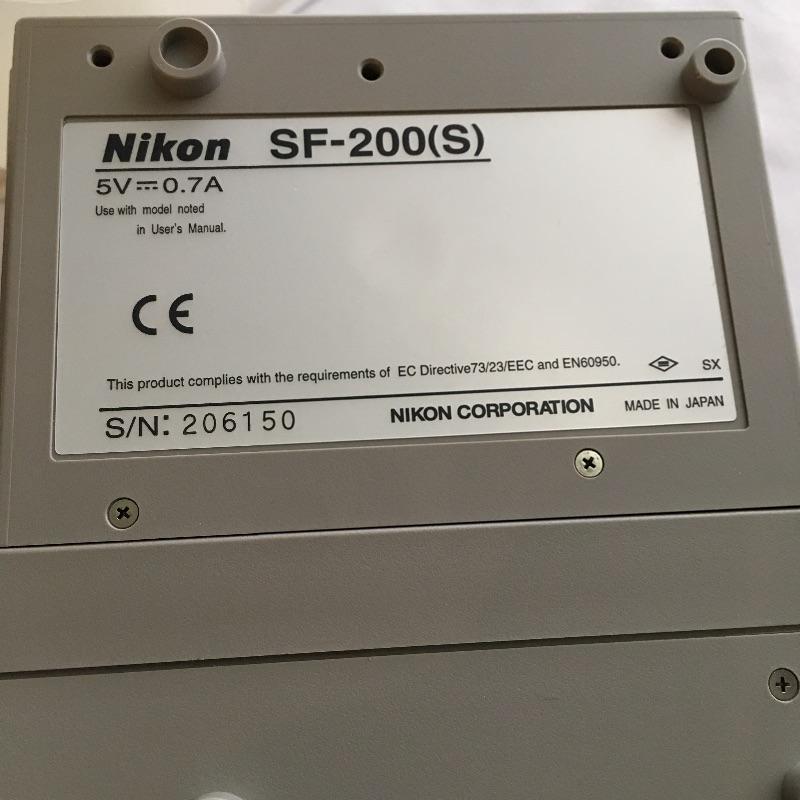 Nikon SF-200(S)
5V⎓0.7A
Use with model noted
in User's Manual.
CE
This product complies with the requirements of EC Directive73/23/EEC and EN60950. SX
S/N: 206150 NIKON CORPORATION MADE IN JAPAN